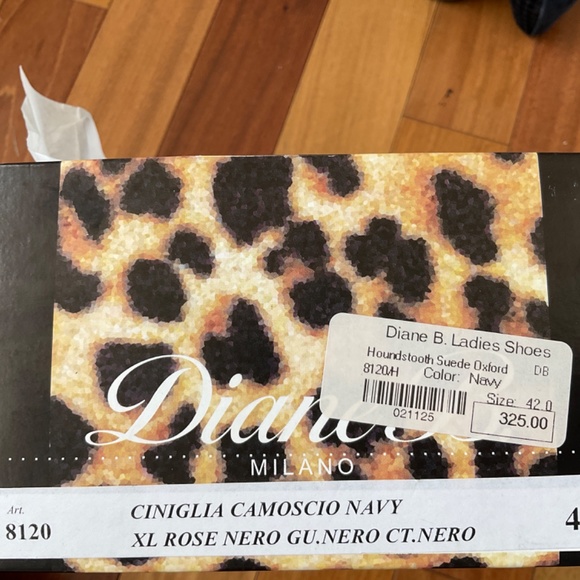 Diane B. Ladies Shoes
Houndstooth Suede Oxford DB
8120/H Color: Navy
Size: 42.0
021125 325.00
Diane B.
MILANO
Art. CINIGLIA CAMOSCIO NAVY
8120 XL ROSE NERO GU.NERO CT.NERO 4